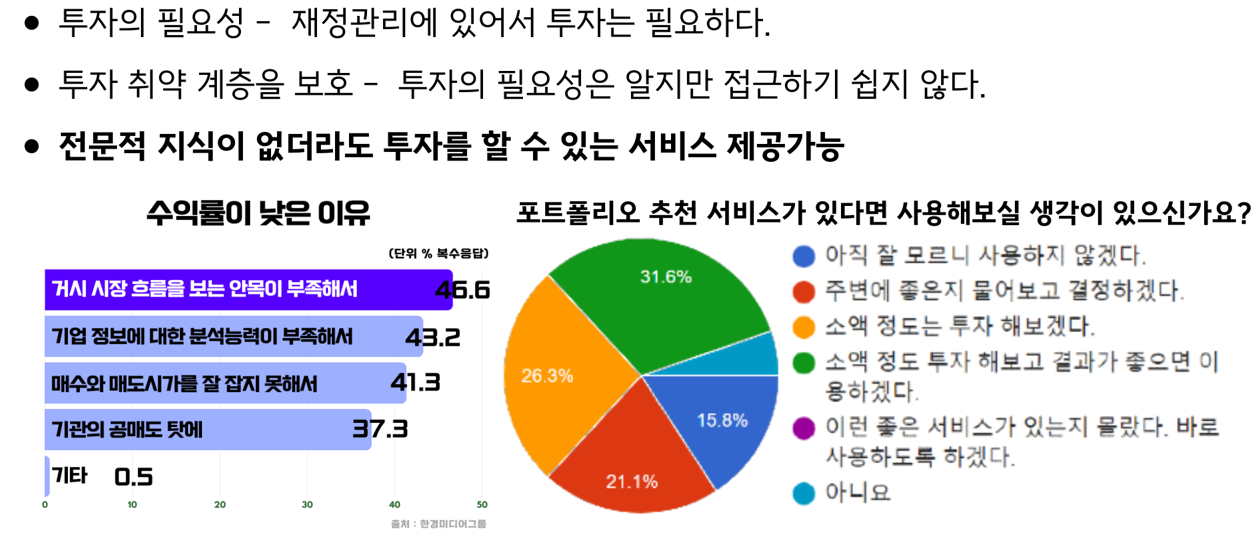 ● 투자의 필요성 – 재정관리에 있어서 투자는 필요하다.
● 투자 취약 계층을 보호 – 투자의 필요성은 알지만 접근하기 쉽지 않다.
● 전문적 지식이 없더라도 투자를 할 수 있는 서비스 제공가능
수익률이 낮은 이유
(단위 % 복수응답)
거시 시장 흐름을 보는 안목이 부족해서 46.6
기업 정보에 대한 분석능력이 부족해서 43.2
매수와 매도시기를 잘 잡지 못해서 41.3
기관의 공매도 탓에 37.3
기타 0.5
0 10 20 30 40 50
출처 : 한경미디어그룹
포트폴리오 추천 서비스가 있다면 사용해보실 생각이 있으신가요?
31.6%
26.3%
15.8%
21.1%
아직 잘 모르니 사용하지 않겠다.
주변에 좋은지 물어보고 결정하겠다.
소액 정도는 투자 해보겠다.
소액 정도 투자 해보고 결과가 좋으면 이
용하겠다.
이런 좋은 서비스가 있는지 몰랐다. 바로
사용하도록 하겠다.
아니요